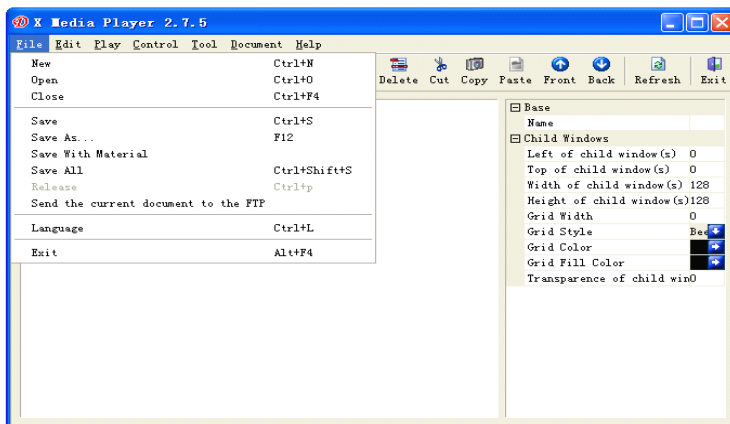 X Media Player 2.7.5
File Edit Play Control Tool Document Help
New Ctrl+N
Open Ctrl+O
Close Ctrl+F4
Save Ctrl+S
Save As... F12
Save With Material
Save All Ctrl+Shift+S
Release Ctrl+p
Send the current document to the FTP
Language Ctrl+L
Exit Alt+F4
Delete Cut Copy Paste Front Back Refresh Exit
Base
Name
Child Windows
Left of child window(s) 0
Top of child window(s) 0
Width of child window(s) 128
Height of child window(s) 128
Grid Width 0
Grid Style
Grid Color
Grid Fill Color
Transparence of child win0